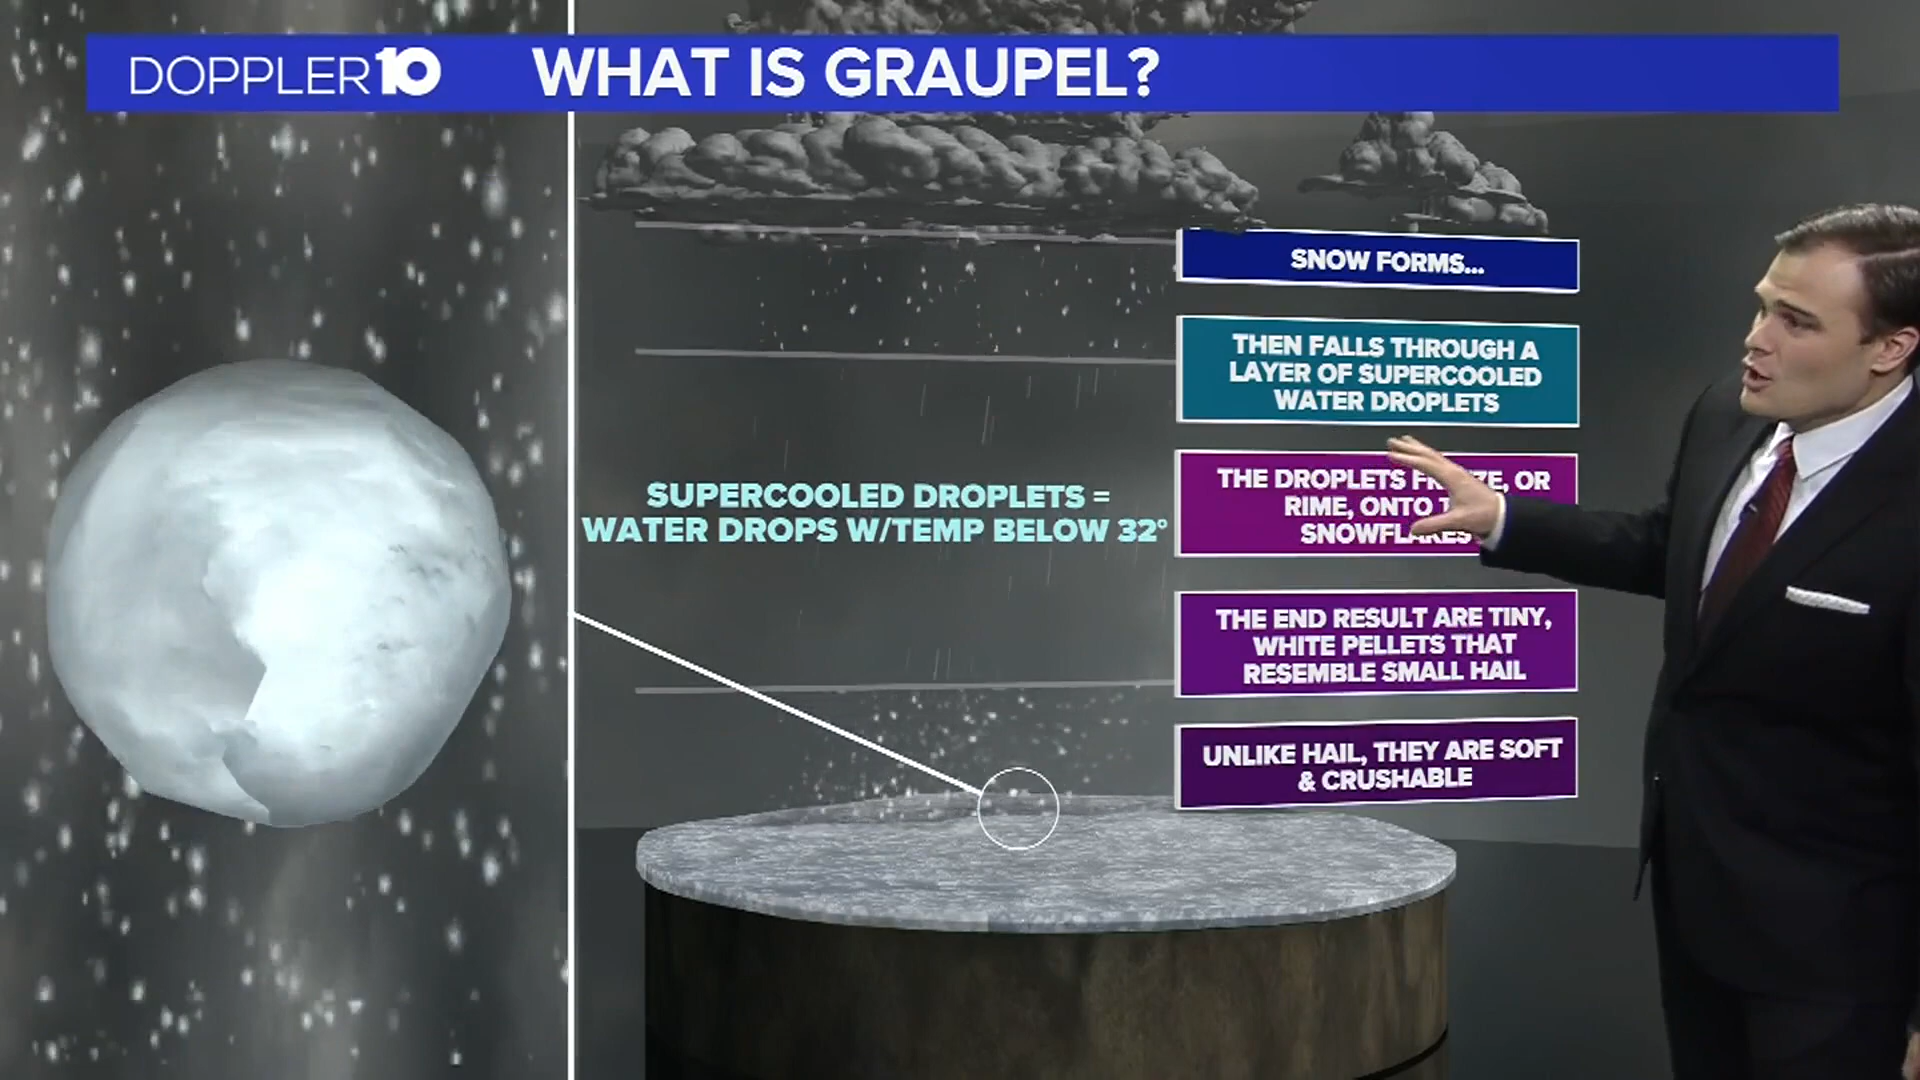 DOPPLER10 WHAT IS GRAUPEL?
SNOW FORMS...
THEN FALLS THROUGH A
LAYER OF SUPERCOOLED
WATER DROPLETS
SUPERCOOLED DROPLETS =
WATER DROPS W/TEMP BELOW 32°
THE DROPLETS OR
RIME, ONTO
SNOWFLAKES
THE END RESULT ARE TINY,
WHITE PELLETS THAT
RESEMBLE SMALL HAIL
UNLIKE HAIL, THEY ARE SOFT
& CRUSHABLE